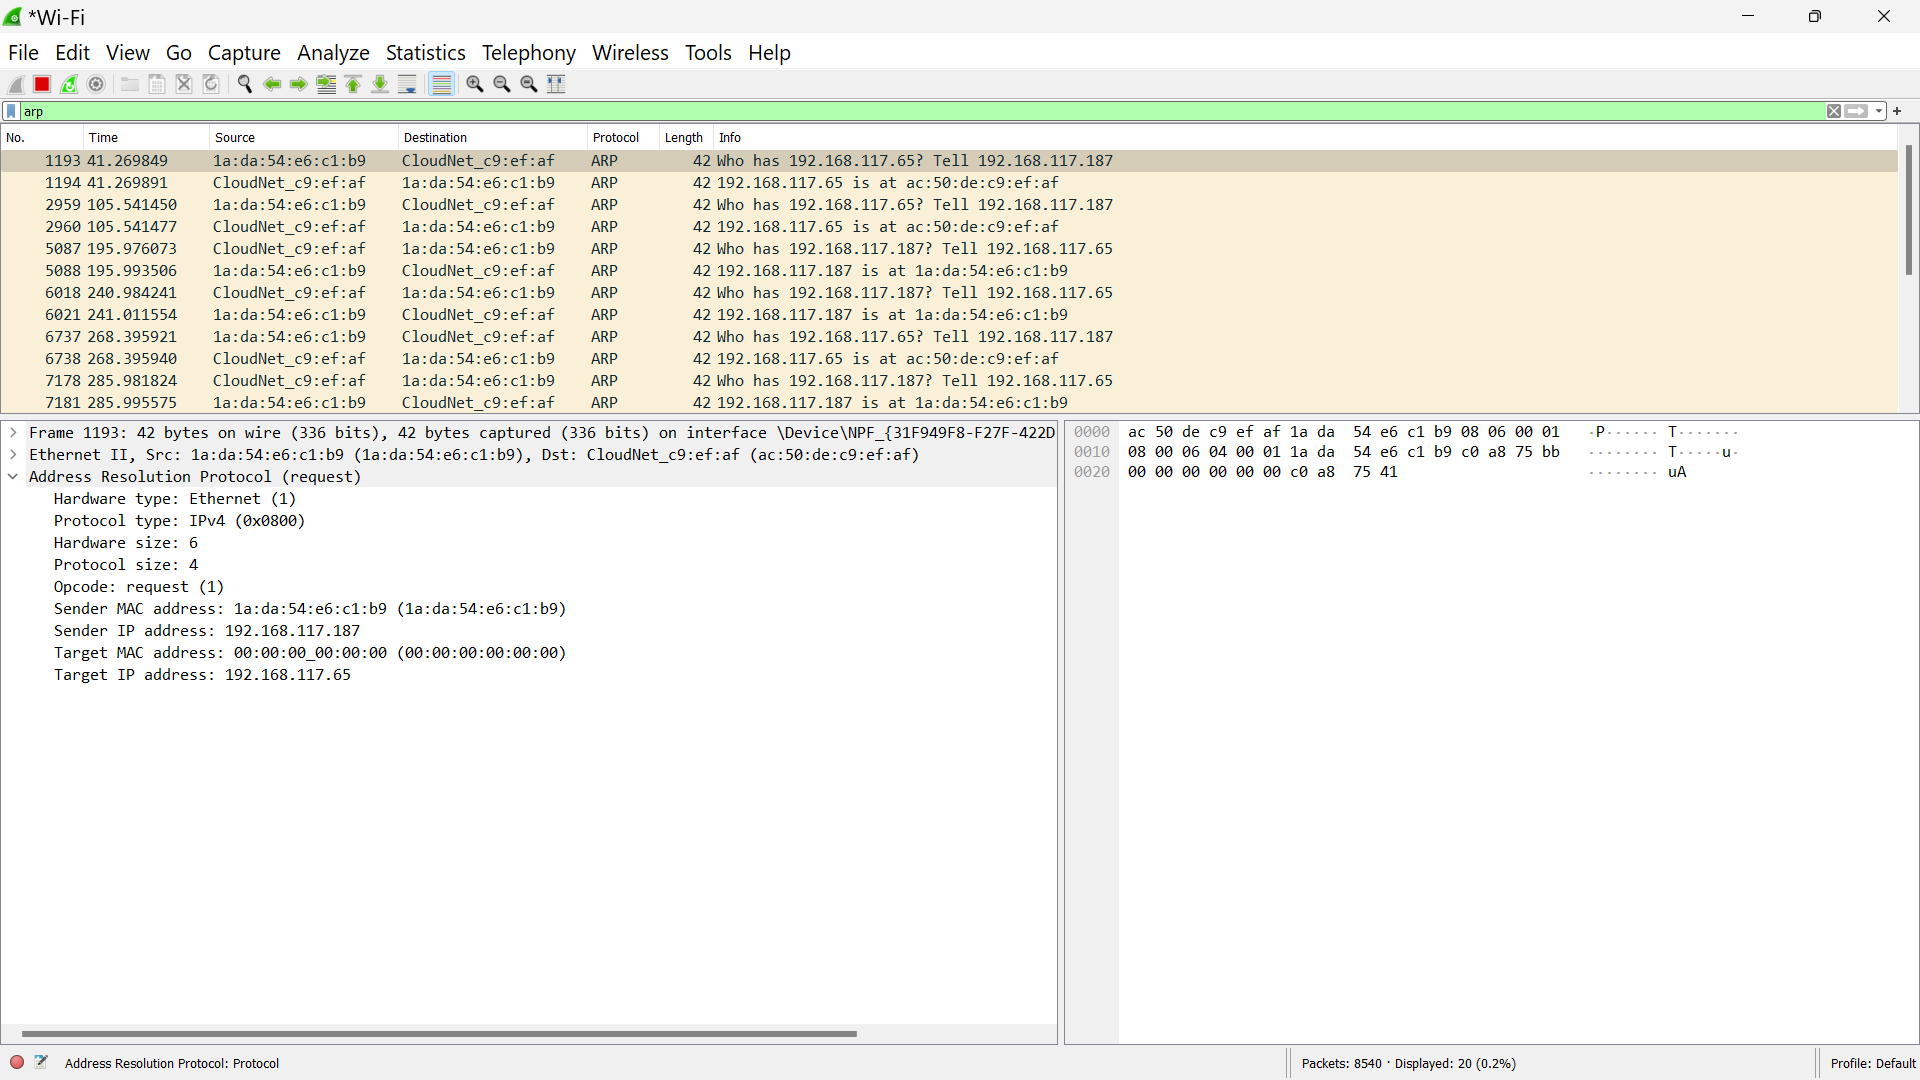 *Wi-Fi
File Edit View Go Capture Analyze Statistics Telephony Wireless Tools Help
arp
No. Time Source Destination Protocol Length Info
1193 41.269849 1a:da:54:e6:c1:b9 CloudNet_c9:ef:af ARP 42 Who has 192.168.117.65? Tell 192.168.117.187
1194 41.269891 CloudNet_c9:ef:af 1a:da:54:e6:c1:b9 ARP 42 192.168.117.65 is at ac:50:de:c9:ef:af
2959 105.541450 1a:da:54:e6:c1:b9 CloudNet_c9:ef:af ARP 42 Who has 192.168.117.65? Tell 192.168.117.187
2960 105.541477 CloudNet_c9:ef:af 1a:da:54:e6:c1:b9 ARP 42 192.168.117.65 is at ac:50:de:c9:ef:af
5087 195.976073 CloudNet_c9:ef:af 1a:da:54:e6:c1:b9 ARP 42 Who has 192.168.117.187? Tell 192.168.117.65
5088 195.993506 1a:da:54:e6:c1:b9 CloudNet_c9:ef:af ARP 42 192.168.117.187 is at 1a:da:54:e6:c1:b9
6018 240.984241 CloudNet_c9:ef:af 1a:da:54:e6:c1:b9 ARP 42 Who has 192.168.117.187? Tell 192.168.117.65
6021 241.011554 1a:da:54:e6:c1:b9 CloudNet_c9:ef:af ARP 42 192.168.117.187 is at 1a:da:54:e6:c1:b9
6737 268.395921 1a:da:54:e6:c1:b9 CloudNet_c9:ef:af ARP 42 Who has 192.168.117.65? Tell 192.168.117.187
6738 268.395940 CloudNet_c9:ef:af 1a:da:54:e6:c1:b9 ARP 42 192.168.117.65 is at ac:50:de:c9:ef:af
7178 285.981824 CloudNet_c9:ef:af 1a:da:54:e6:c1:b9 ARP 42 Who has 192.168.117.187? Tell 192.168.117.65
7181 285.995575 1a:da:54:e6:c1:b9 CloudNet_c9:ef:af ARP 42 192.168.117.187 is at 1a:da:54:e6:c1:b9
Frame 1193: 42 bytes on wire (336 bits), 42 bytes captured (336 bits) on interface \Device\NPF_{31F949F8-F27F-422D
Ethernet II, Src: 1a:da:54:e6:c1:b9 (1a:da:54:e6:c1:b9), Dst: CloudNet_c9:ef:af (ac:50:de:c9:ef:af)
Address Resolution Protocol (request)
Hardware type: Ethernet (1)
Protocol type: IPv4 (0x0800)
Hardware size: 6
Protocol size: 4
Opcode: request (1)
Sender MAC address: 1a:da:54:e6:c1:b9 (1a:da:54:e6:c1:b9)
Sender IP address: 192.168.117.187
Target MAC address: 00:00:00_00:00:00 (00:00:00:00:00:00)
Target IP address: 192.168.117.65
0000 ac 50 de c9 ef af 1a da 54 e6 c1 b9 08 06 00 01 ·P······ T·······
0010 08 00 06 04 00 01 1a da 54 e6 c1 b9 c0 a8 75 bb ········ T·····u·
0020 00 00 00 00 00 00 c0 a8 75 41 ········ uA
Address Resolution Protocol: Protocol
Packets: 8540 · Displayed: 20 (0.2%)
Profile: Default